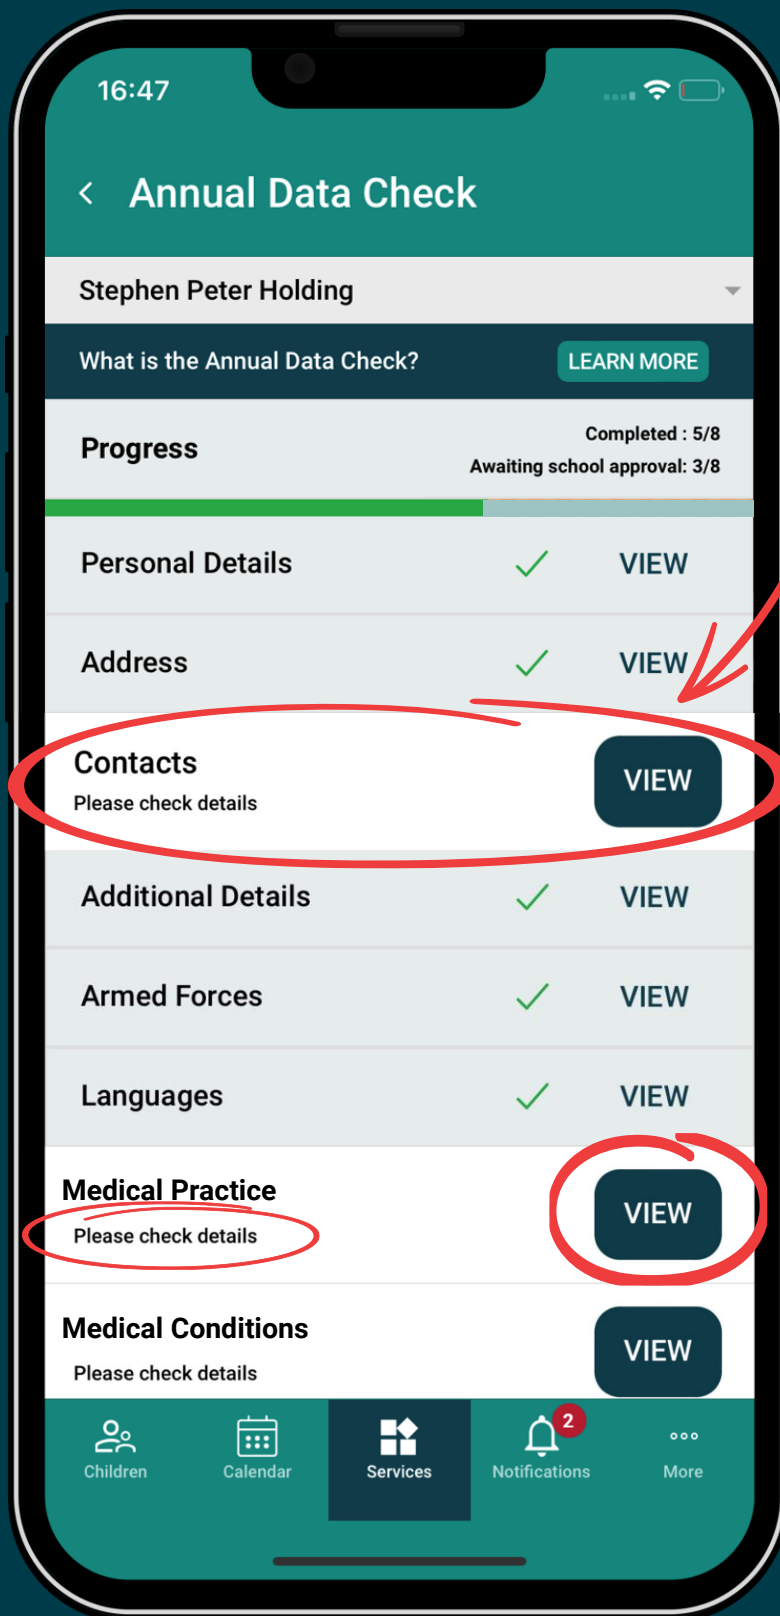 16:47
Annual Data Check
Stephen Peter Holding
What is the Annual Data Check? LEARN MORE
Progress
Completed : 5/8
Awaiting school approval: 3/8
Personal Details VIEW
Address VIEW
Contacts
Please check details
VIEW
Additional Details VIEW
Armed Forces VIEW
Languages VIEW
Medical Practice
Please check details
VIEW
Medical Conditions
Please check details
VIEW
2
Children Calendar Services Notifications More